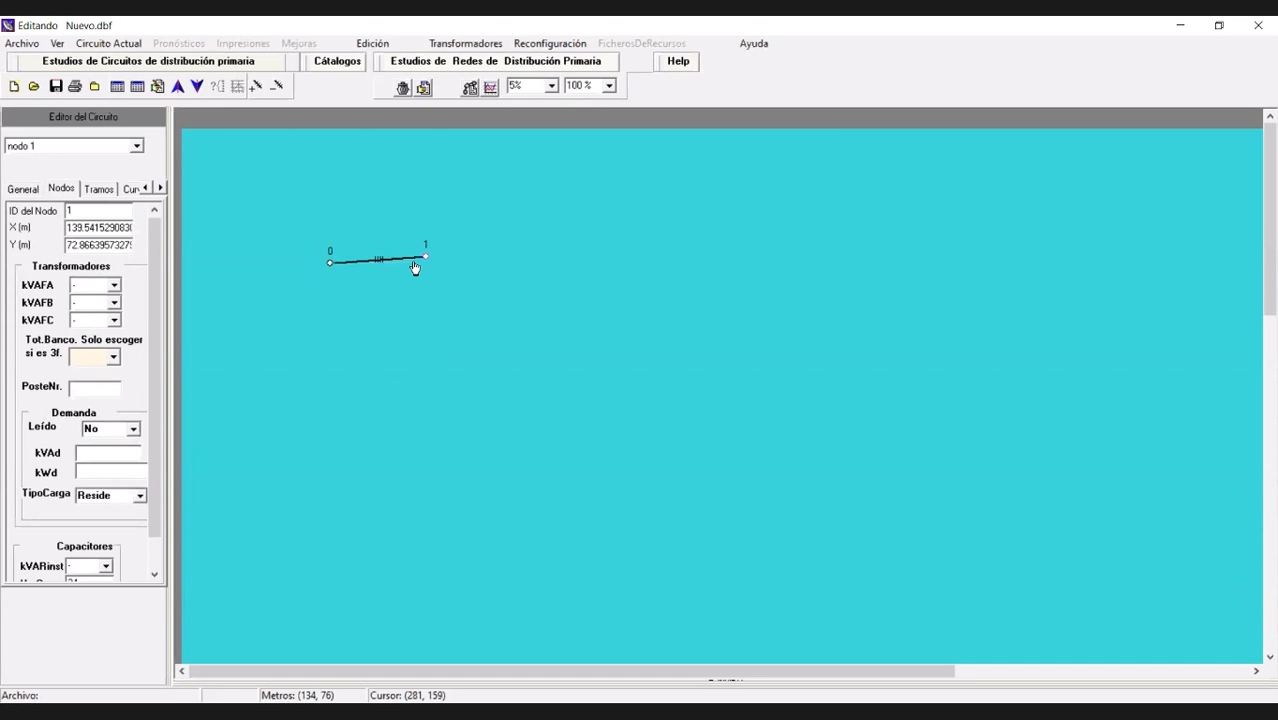 Editando Nuevo.dbf
Archivo Ver Circuito Actual Pronósticos Impresiones Mejoras Edición Transformadores Reconfiguración FicherosDeRecursos Ayuda
Estudios de Circuitos de distribución primaria Cátalogos Estudios de Redes de Distribución Primaria Help
5% 100 %
Editor del Circuito
nodo 1
General Nodos Tramos Cur
ID del Nodo 1
X (m) 139.5415290830
Y (m) 72.8663957327
Transformadores
kVAFA -
kVAFB -
kVAFC -
Tot.Banco. Solo escoger
si es 3f.
PosteNr.
Demanda
Leído No
kVAd
kWd
TipoCarga Reside
Capacitores
kVARinst -
0
1
Archivo: Metros: (134, 76) Cursor: (281, 159)